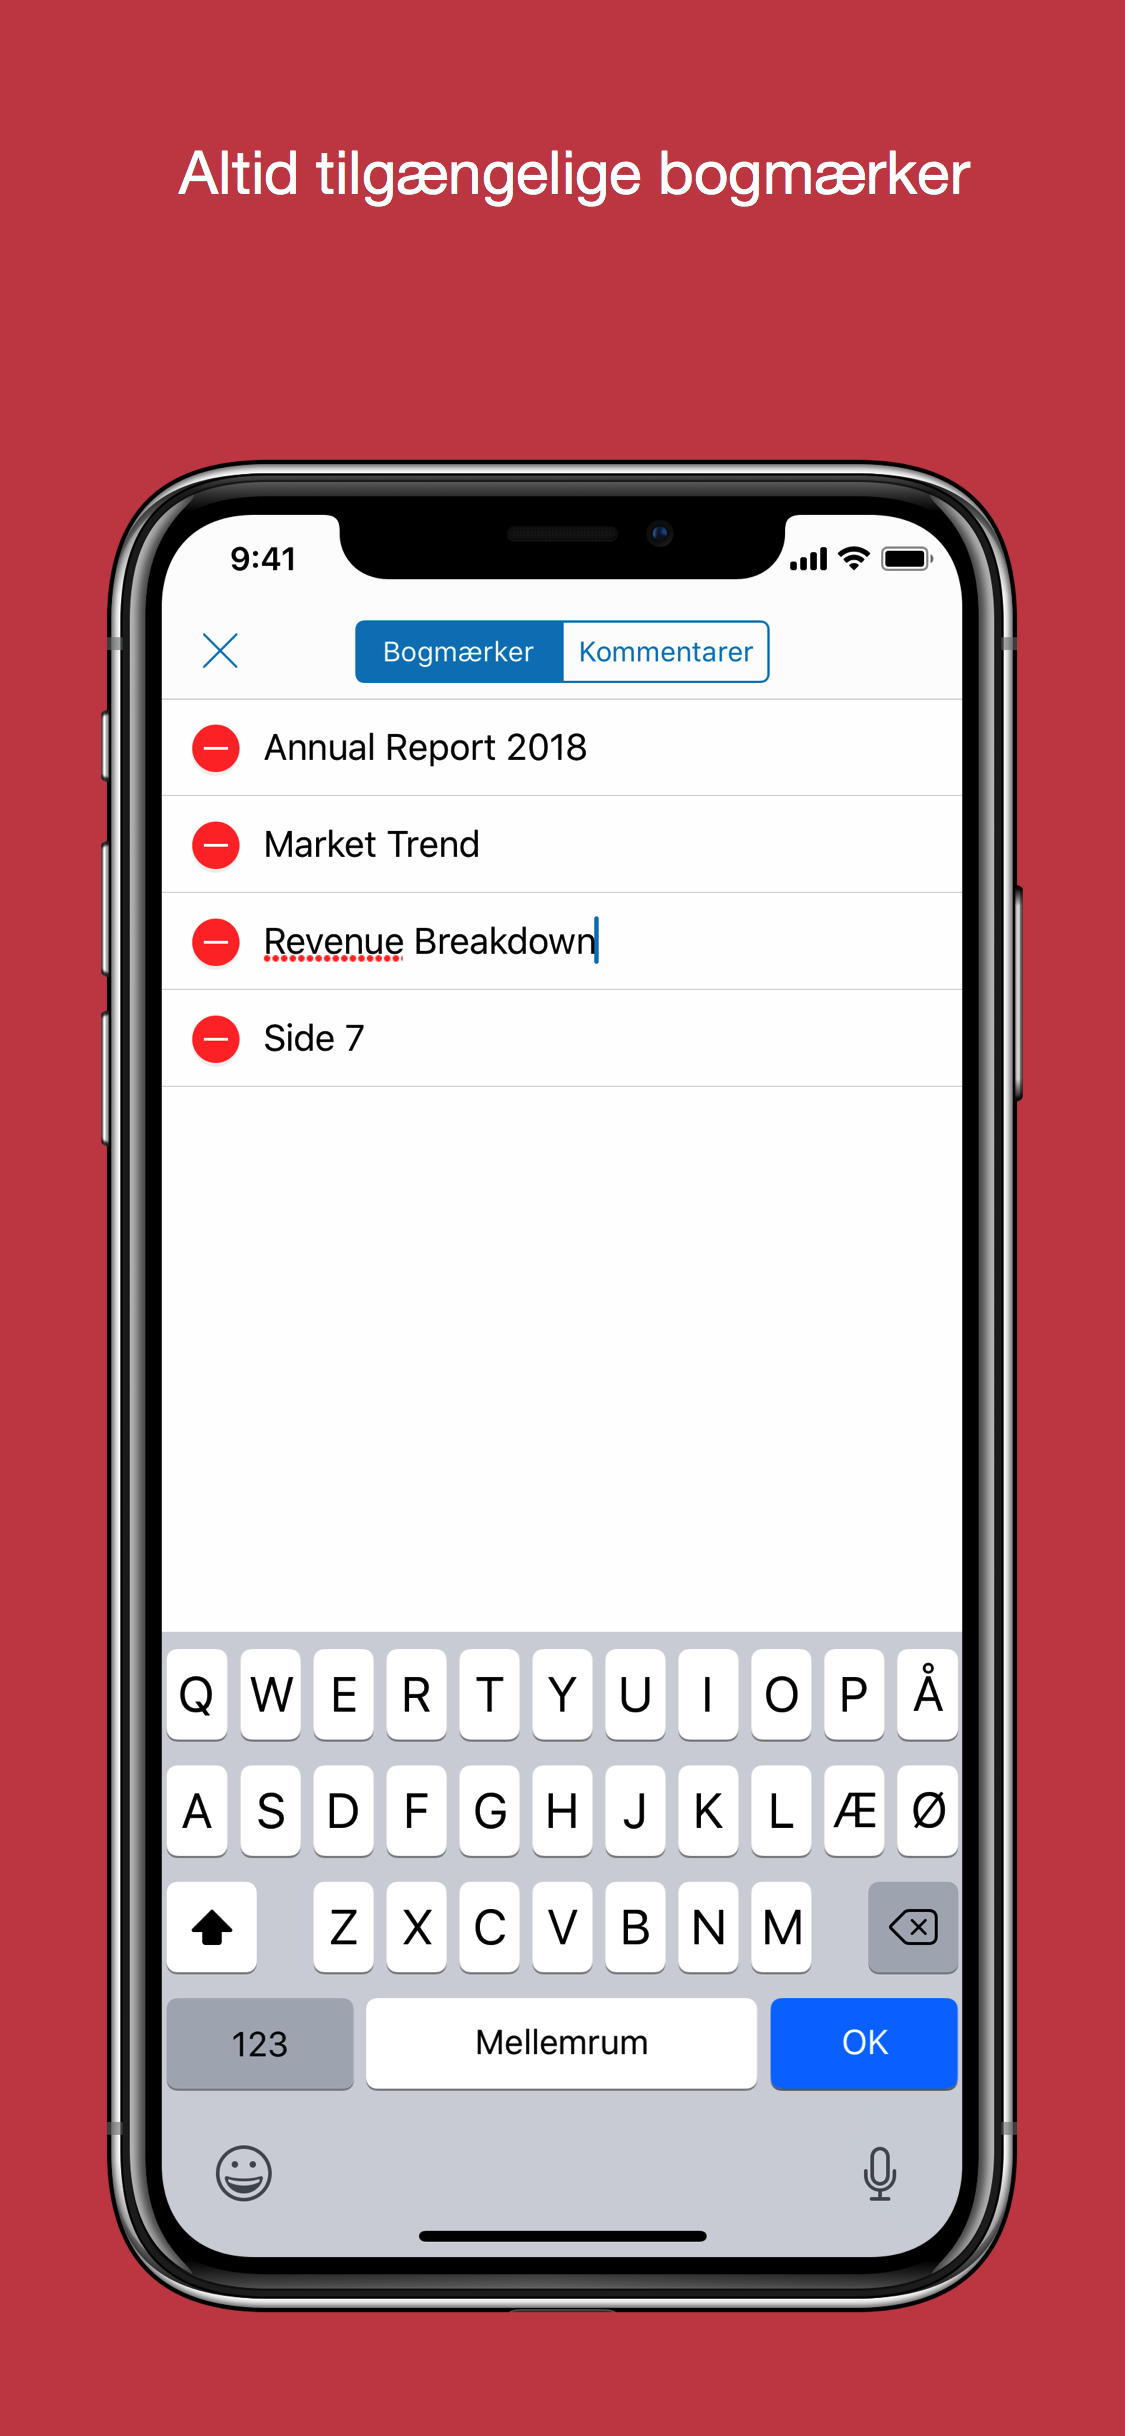 Altid tilgængelige bogmærker
9:41
Bogmærker Kommentarer
Annual Report 2018
Market Trend
Revenue Breakdown
Side 7
Q W E R T Y U I O P Å
A S D F G H J K L Æ Ø
Z X C V B N M
123 Mellemrum OK